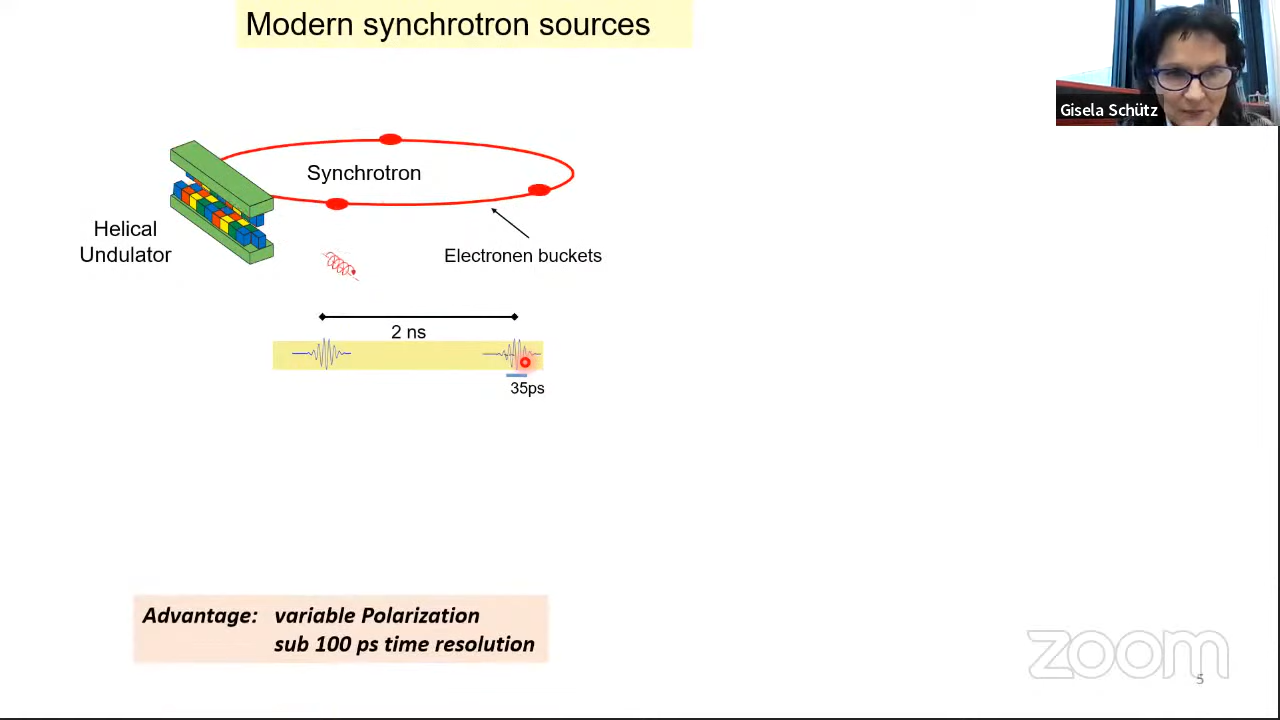 Modern synchrotron sources
Gisela Schütz
Synchrotron
Helical
Undulator
Electronen buckets
2 ns
35ps
Advantage: variable Polarization
sub 100 ps time resolution
zoom
5